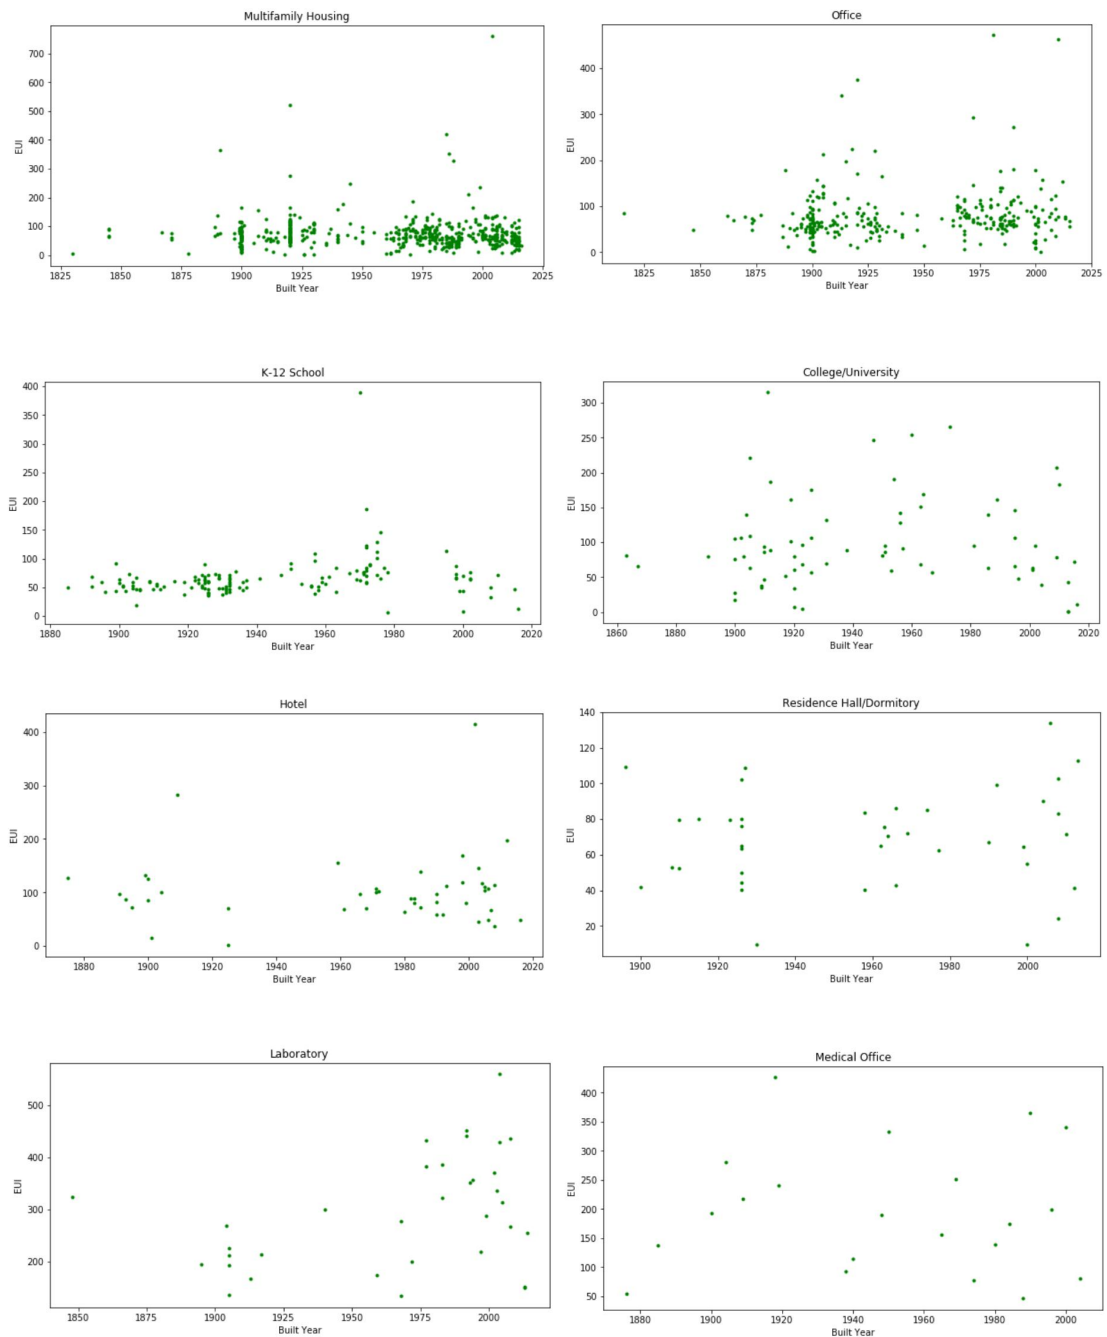 Multifamily Housing
700
600
500
400
300
200
100
0
EUI
1825 1850 1875 1900 1925 1950 1975 2000 2025
Built Year
Office
400
300
200
100
0
EUI
1825 1850 1875 1900 1925 1950 1975 2000 2025
Built Year
K-12 School
400
350
300
250
200
150
100
50
0
EUI
1880 1900 1920 1940 1960 1980 2000 2020
Built Year
College/University
300
250
200
150
100
50
0
EUI
1860 1880 1900 1920 1940 1960 1980 2000 2020
Built Year
Hotel
400
300
200
100
0
EUI
1880 1900 1920 1940 1960 1980 2000 2020
Built Year
Residence Hall/Dormitory
140
120
100
80
60
40
20
EUI
1900 1920 1940 1960 1980 2000
Built Year
Laboratory
500
400
300
200
EUI
1850 1875 1900 1925 1950 1975 2000
Built Year
Medical Office
400
350
300
250
200
150
100
50
EUI
1880 1900 1920 1940 1960 1980 2000
Built Year